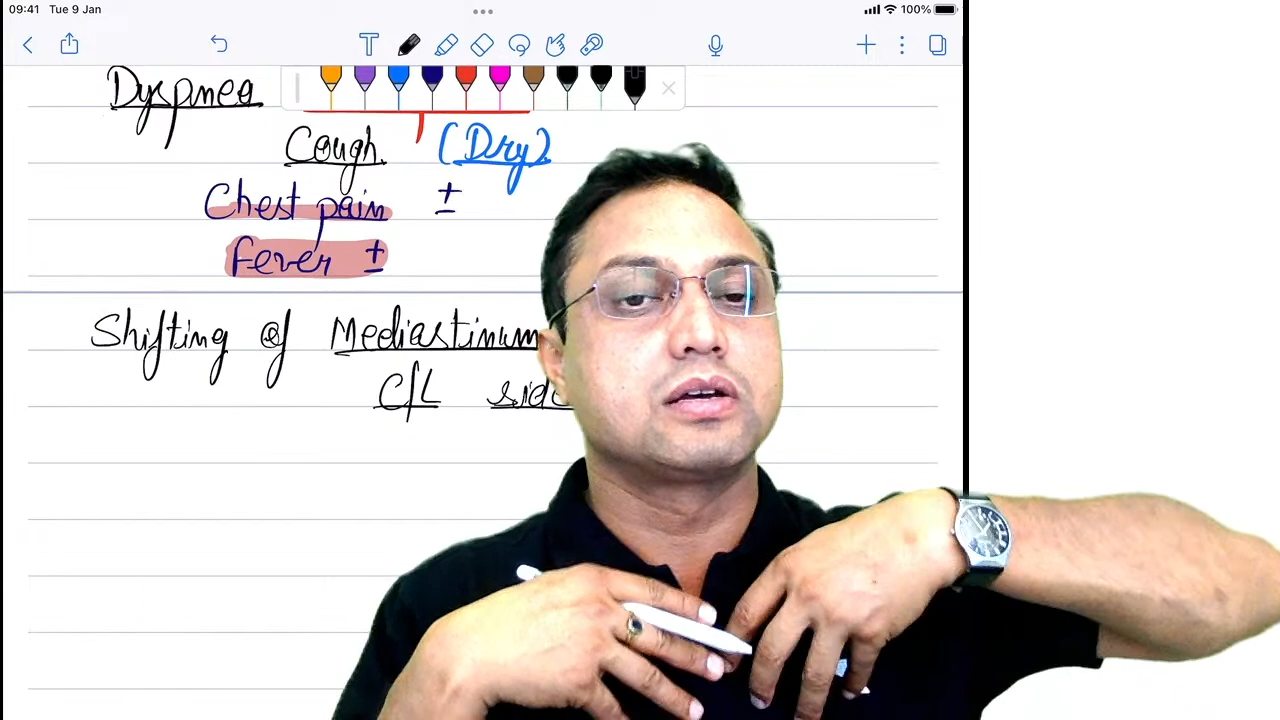 09:41 Tue 9 Jan 100%
Dyspnea
Cough. (Dry)
Chest pain ±
Fever ±
Shifting of Mediastinum
C/L side